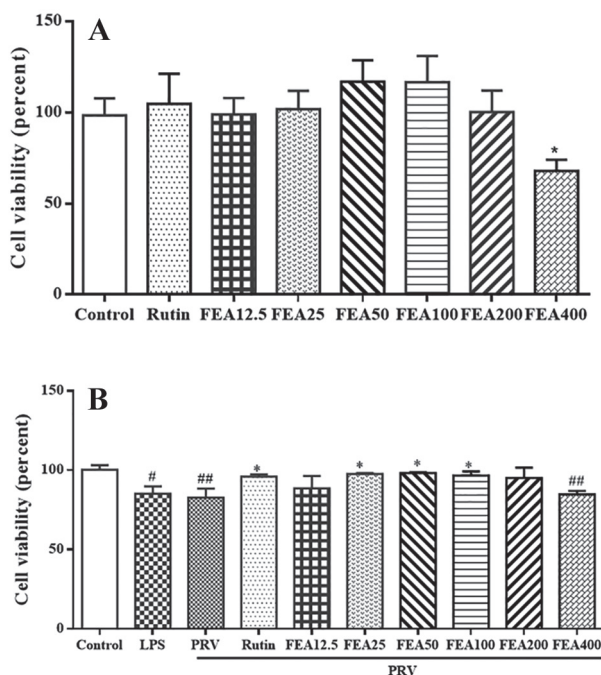 A
Cell viability (percent)
150
100
50
0
*
Control Rutin FEA12.5 FEA25 FEA50 FEA100 FEA200 FEA400
B
Cell viability (percent)
150
100
50
0
# ## * * * * ##
Control LPS PRV Rutin FEA12.5 FEA25 FEA50 FEA100 FEA200 FEA400
PRV